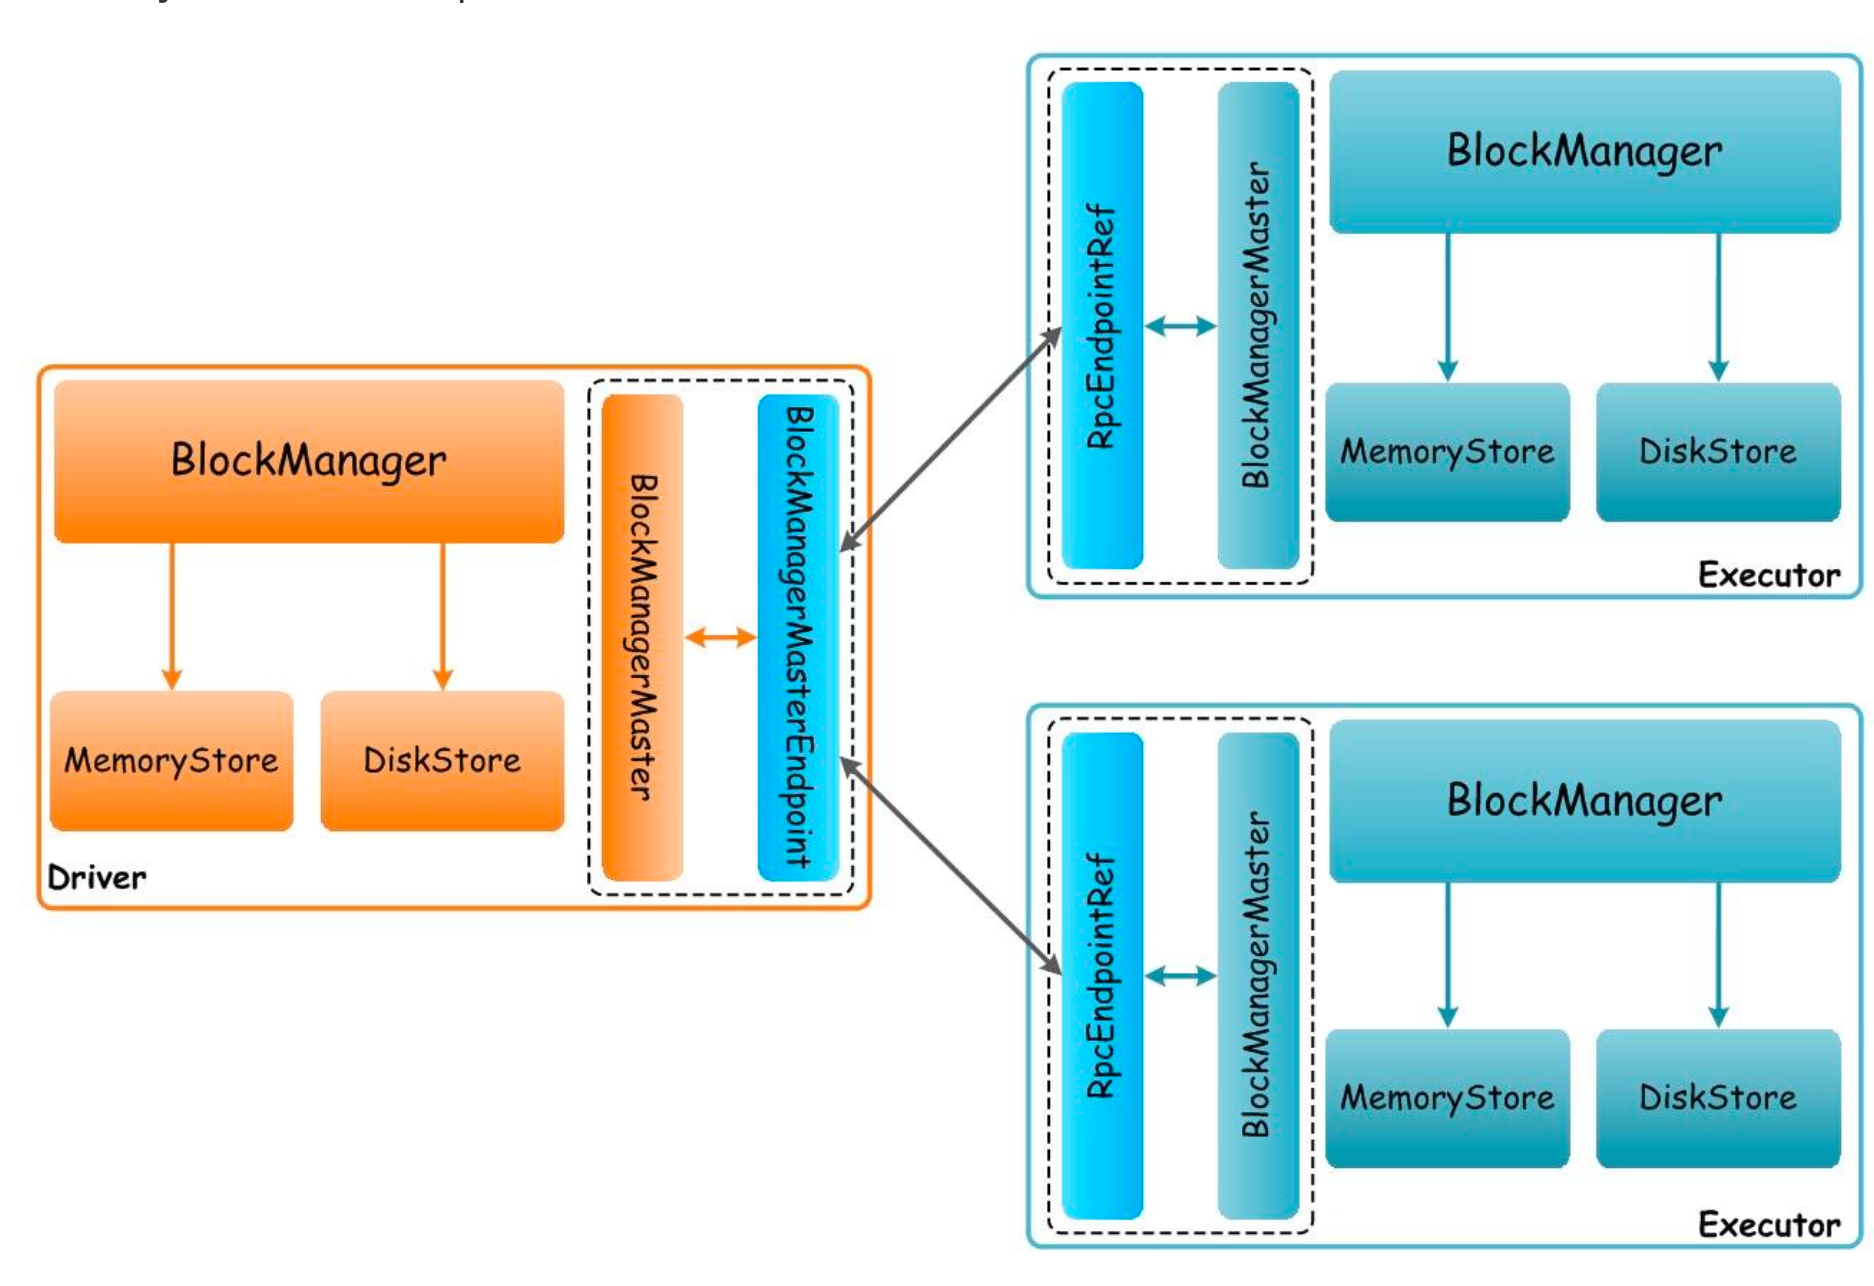 BlockManager
MemoryStore
DiskStore
BlockManagerMaster
BlockManagerMasterEndpoint
Driver
RpcEndpointRef
BlockManagerMaster
BlockManager
MemoryStore
DiskStore
Executor
RpcEndpointRef
BlockManagerMaster
BlockManager
MemoryStore
DiskStore
Executor